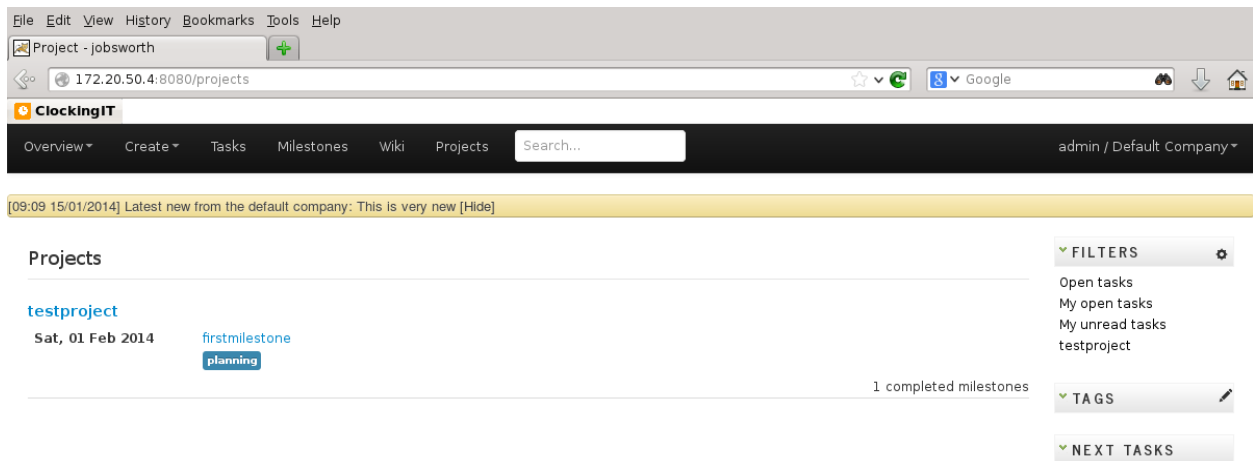 File Edit View History Bookmarks Tools Help
Project - jobsworth
172.20.50.4:8080/projects
8 Google
ClockingIT
Overview Create Tasks Milestones Wiki Projects Search... admin / Default Company
[09:09 15/01/2014] Latest new from the default company: This is very new [Hide]
Projects
testproject
Sat, 01 Feb 2014 firstmilestone
planning
1 completed milestones
FILTERS
Open tasks
My open tasks
My unread tasks
testproject
TAGS
NEXT TASKS